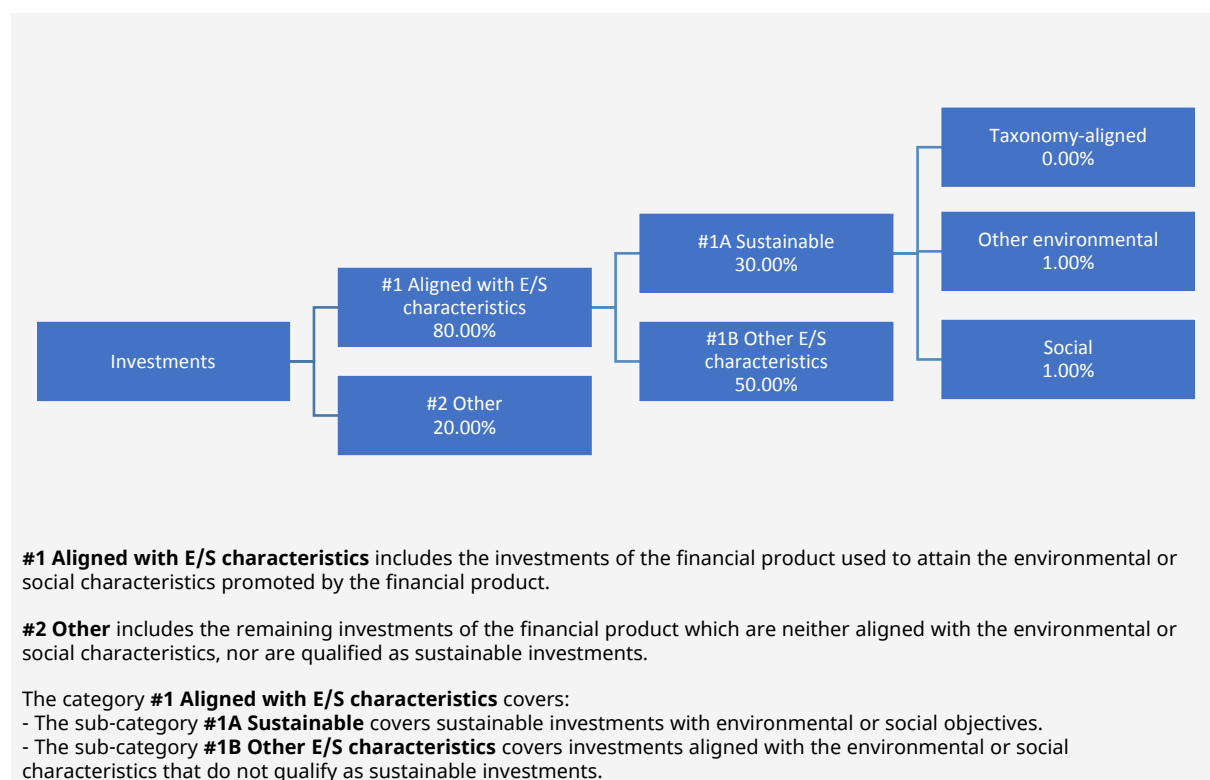 Investments
#1 Aligned with E/S
characteristics
80.00%
#2 Other
20.00%
#1A Sustainable
30.00%
#1B Other E/S
characteristics
50.00%
Taxonomy-aligned
0.00%
Other environmental
1.00%
Social
1.00%
#1 Aligned with E/S characteristics includes the investments of the financial product used to attain the environmental or
social characteristics promoted by the financial product.
#2 Other includes the remaining investments of the financial product which are neither aligned with the environmental or
social characteristics, nor are qualified as sustainable investments.
The category #1 Aligned with E/S characteristics covers:
- The sub-category #1A Sustainable covers sustainable investments with environmental or social objectives.
- The sub-category #1B Other E/S characteristics covers investments aligned with the environmental or social
characteristics that do not qualify as sustainable investments.